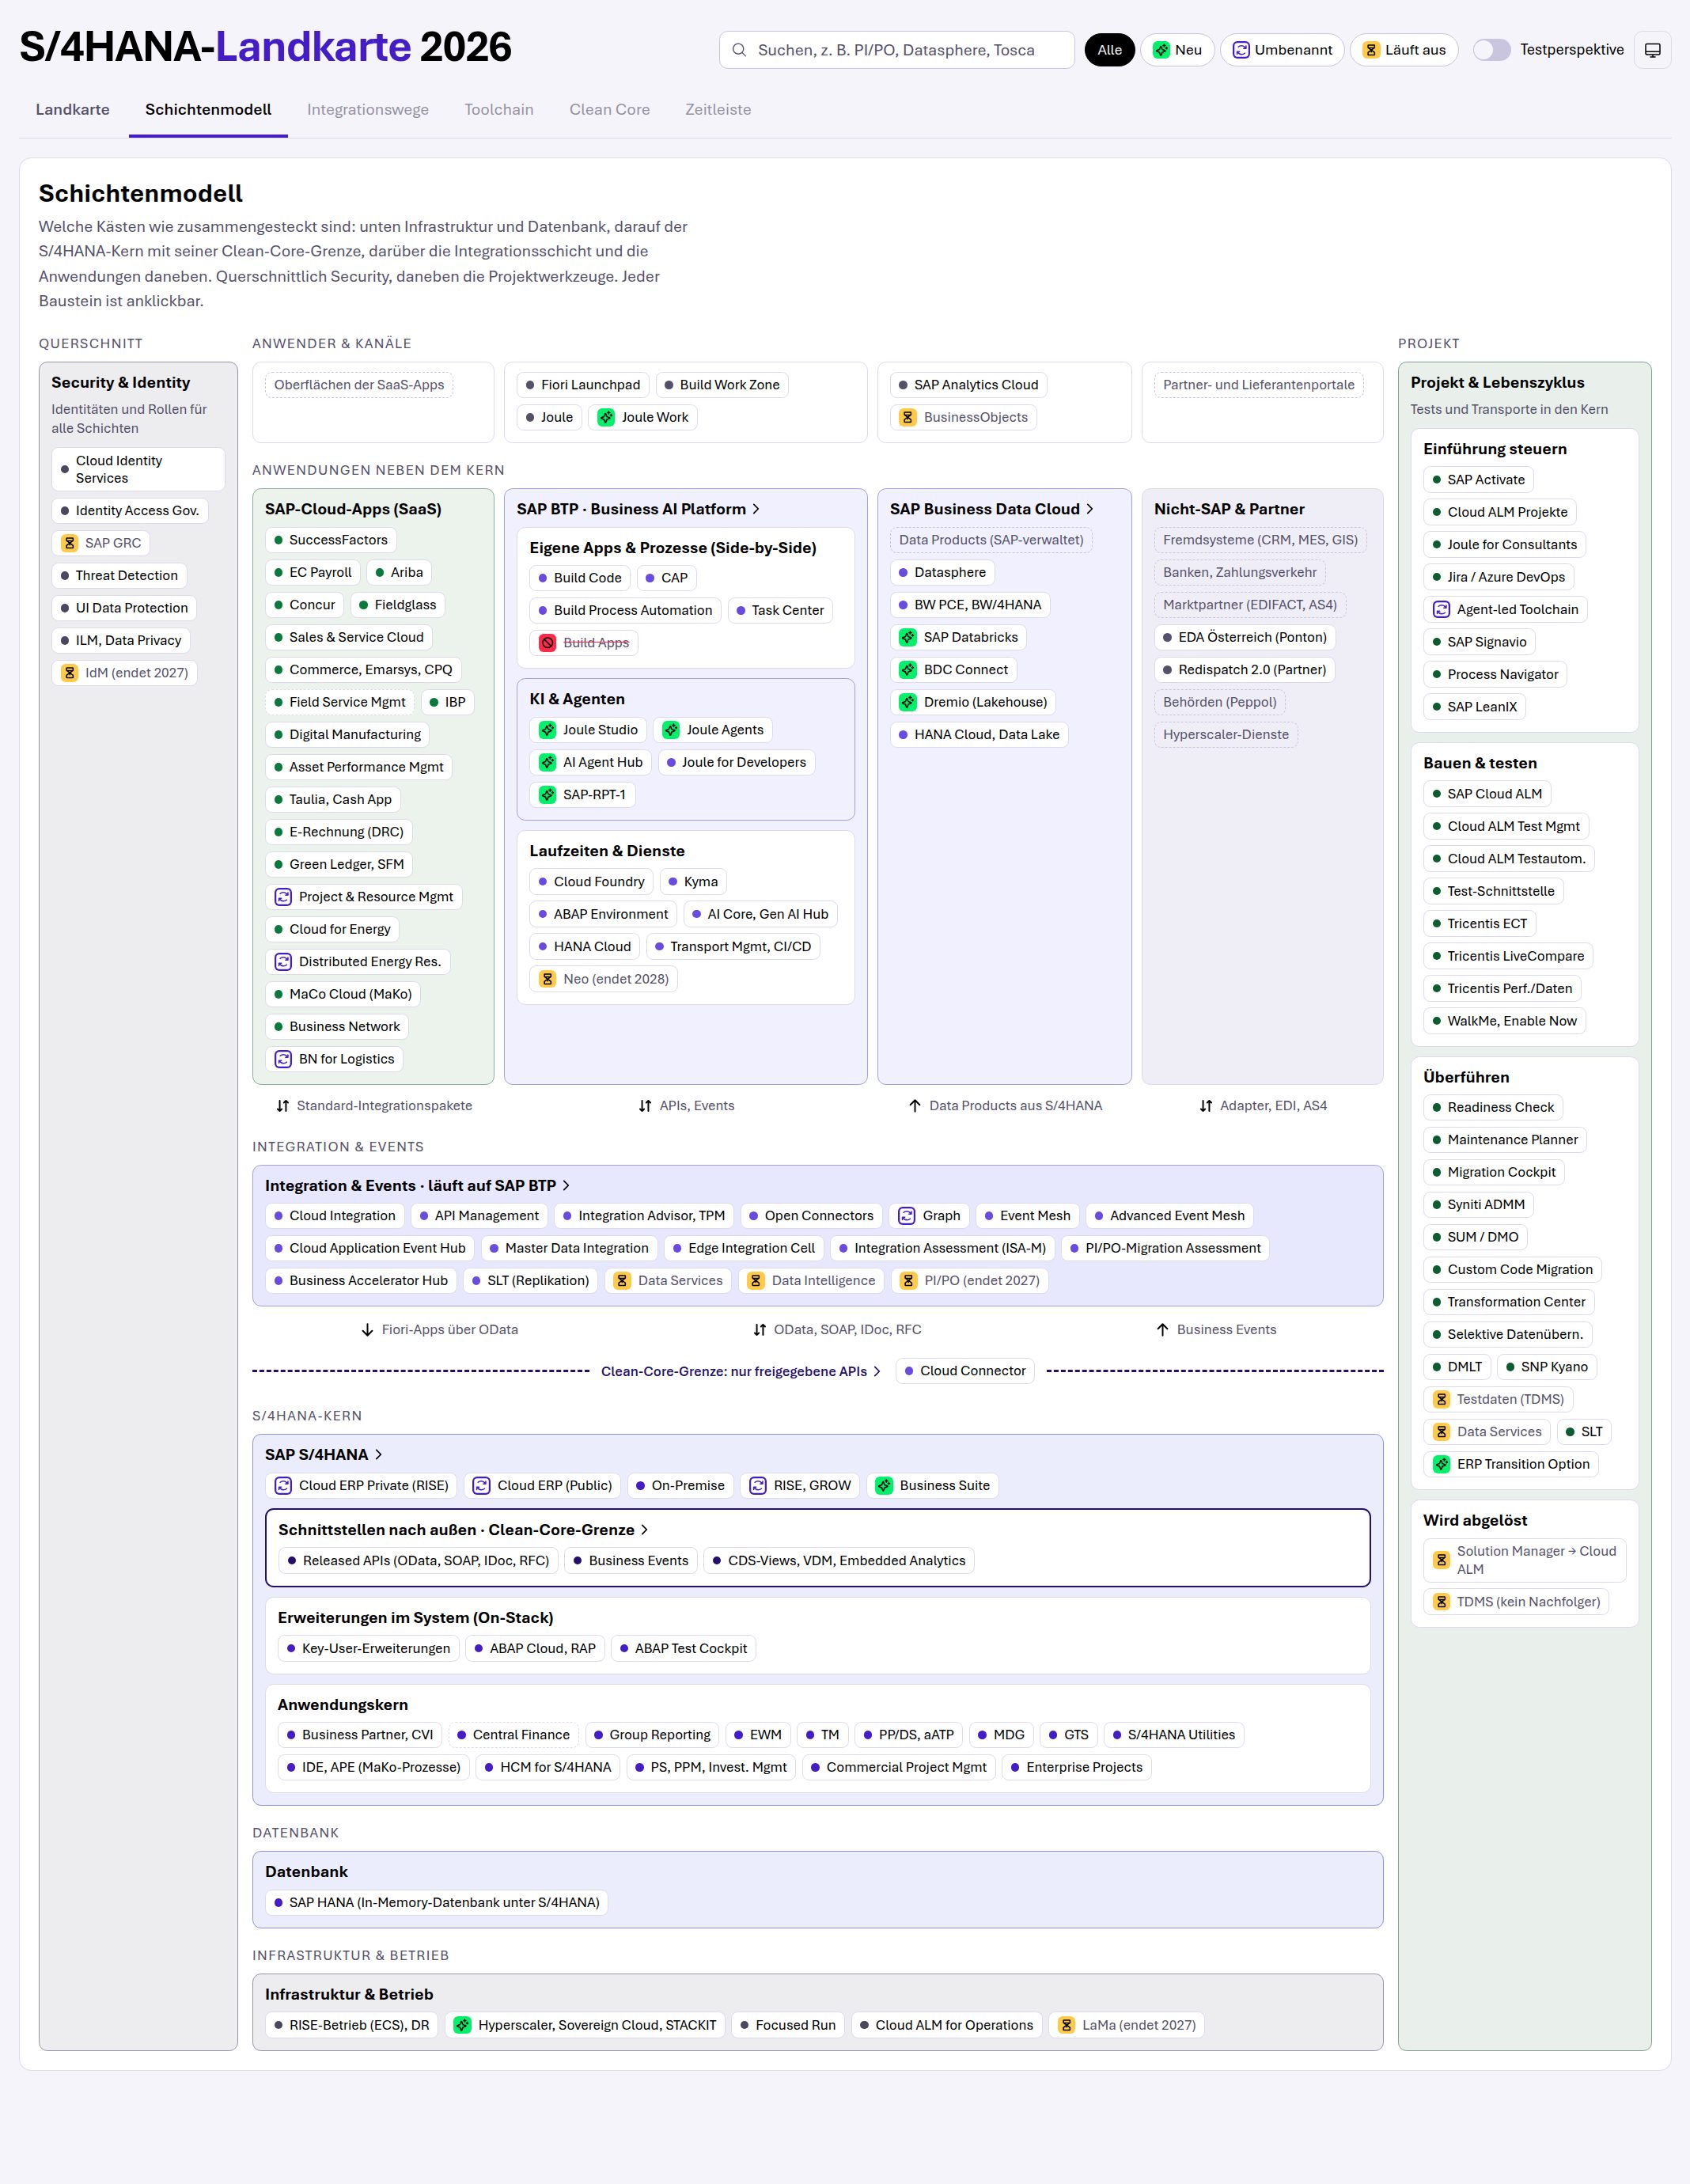 S/4HANA-Landkarte 2026
Suchen, z. B. PI/PO, Datasphere, Tosca
Alle
Neu
Umbenannt
Läuft aus
Testperspektive
Landkarte
Schichtenmodell
Integrationswege
Toolchain
Clean Core
Zeitleiste
Schichtenmodell
Welche Kästen wie zusammengesteckt sind: unten Infrastruktur und Datenbank, darauf der
S/4HANA-Kern mit seiner Clean-Core-Grenze, darüber die Integrationsschicht und die
Anwendungen daneben. Querschnittlich Security, daneben die Projektwerkzeuge. Jeder
Baustein ist anklickbar.
QUERSCHNITT
Security & Identity
Identitäten und Rollen für
alle Schichten
Cloud Identity
Services
Identity Access Gov.
SAP GRC
Threat Detection
UI Data Protection
ILM, Data Privacy
IdM (endet 2027)
ANWENDER & KANÄLE
Oberflächen der SaaS-Apps
Fiori Launchpad
Build Work Zone
Joule
Joule Work
SAP Analytics Cloud
BusinessObjects
Partner- und Lieferantenportale
ANWENDUNGEN NEBEN DEM KERN
SAP-Cloud-Apps (SaaS)
SuccessFactors
EC Payroll
Ariba
Concur
Fieldglass
Sales & Service Cloud
Commerce, Emarsys, CPQ
Field Service Mgmt
IBP
Digital Manufacturing
Asset Performance Mgmt
Taulia, Cash App
E-Rechnung (DRC)
Green Ledger, SFM
Project & Resource Mgmt
Cloud for Energy
Distributed Energy Res.
MaCo Cloud (MaKo)
Business Network
BN for Logistics
SAP BTP · Business AI Platform
Eigene Apps & Prozesse (Side-by-Side)
Build Code
CAP
Build Process Automation
Task Center
Build Apps
KI & Agenten
Joule Studio
Joule Agents
AI Agent Hub
Joule for Developers
SAP-RPT-1
Laufzeiten & Dienste
Cloud Foundry
Kyma
ABAP Environment
AI Core, Gen AI Hub
HANA Cloud
Transport Mgmt, CI/CD
Neo (endet 2028)
SAP Business Data Cloud
Data Products (SAP-verwaltet)
Datasphere
BW PCE, BW/4HANA
SAP Databricks
BDC Connect
Dremio (Lakehouse)
HANA Cloud, Data Lake
Nicht-SAP & Partner
Fremdsysteme (CRM, MES, GIS)
Banken, Zahlungsverkehr
Marktpartner (EDIFACT, AS4)
EDA Österreich (Ponton)
Redispatch 2.0 (Partner)
Behörden (Peppol)
Hyperscaler-Dienste
Standard-Integrationspakete
APIs, Events
Data Products aus S/4HANA
Adapter, EDI, AS4
INTEGRATION & EVENTS
Integration & Events · läuft auf SAP BTP
Cloud Integration
API Management
Integration Advisor, TPM
Open Connectors
Graph
Event Mesh
Advanced Event Mesh
Cloud Application Event Hub
Master Data Integration
Edge Integration Cell
Integration Assessment (ISA-M)
PI/PO-Migration Assessment
Business Accelerator Hub
SLT (Replikation)
Data Services
Data Intelligence
PI/PO (endet 2027)
Fiori-Apps über OData
OData, SOAP, IDoc, RFC
Business Events
Clean-Core-Grenze: nur freigegebene APIs
Cloud Connector
S/4HANA-KERN
SAP S/4HANA
Cloud ERP Private (RISE)
Cloud ERP (Public)
On-Premise
RISE, GROW
Business Suite
Schnittstellen nach außen · Clean-Core-Grenze
Released APIs (OData, SOAP, IDoc, RFC)
Business Events
CDS-Views, VDM, Embedded Analytics
Erweiterungen im System (On-Stack)
Key-User-Erweiterungen
ABAP Cloud, RAP
ABAP Test Cockpit
Anwendungskern
Business Partner, CVI
Central Finance
Group Reporting
EWM
TM
PP/DS, aATP
MDG
GTS
S/4HANA Utilities
IDE, APE (MaKo-Prozesse)
HCM for S/4HANA
PS, PPM, Invest. Mgmt
Commercial Project Mgmt
Enterprise Projects
DATENBANK
Datenbank
SAP HANA (In-Memory-Datenbank unter S/4HANA)
INFRASTRUKTUR & BETRIEB
Infrastruktur & Betrieb
RISE-Betrieb (ECS), DR
Hyperscaler, Sovereign Cloud, STACKIT
Focused Run
Cloud ALM for Operations
LaMa (endet 2027)
PROJEKT
Projekt & Lebenszyklus
Tests und Transporte in den Kern
Einführung steuern
SAP Activate
Cloud ALM Projekte
Joule for Consultants
Jira / Azure DevOps
Agent-led Toolchain
SAP Signavio
Process Navigator
SAP LeanIX
Bauen & testen
SAP Cloud ALM
Cloud ALM Test Mgmt
Cloud ALM Testautom.
Test-Schnittstelle
Tricentis ECT
Tricentis LiveCompare
Tricentis Perf./Daten
WalkMe, Enable Now
Überführen
Readiness Check
Maintenance Planner
Migration Cockpit
Syniti ADMM
SUM / DMO
Custom Code Migration
Transformation Center
Selektive Datenübern.
DMLT
SNP Kyano
Testdaten (TDMS)
Data Services
SLT
ERP Transition Option
Wird abgelöst
Solution Manager → Cloud
ALM
TDMS (kein Nachfolger)